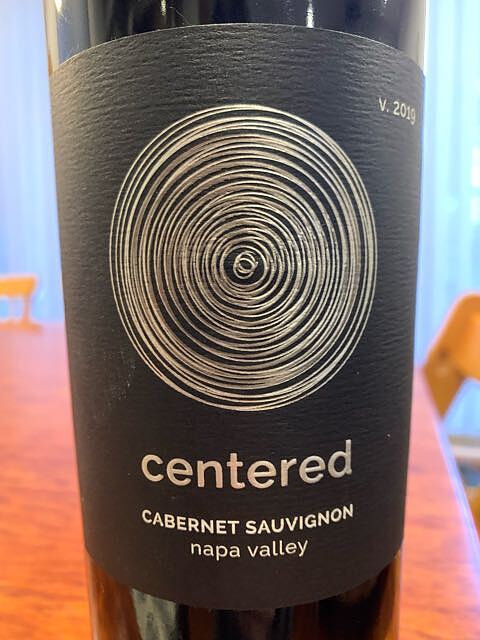 V. 2019
centered
CABERNET SAUVIGNON
napa valley